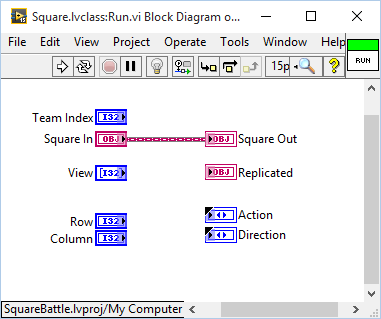 Square.lvclass:Run.vi Block Diagram o...
File Edit View Project Operate Tools Window Help
15p
RUN
Team Index I32
Square In OBJ OBJ Square Out
View [I32 OBJ Replicated
Row I32 Action
Column I32 Direction
SquareBattle.lvproj/My Computer